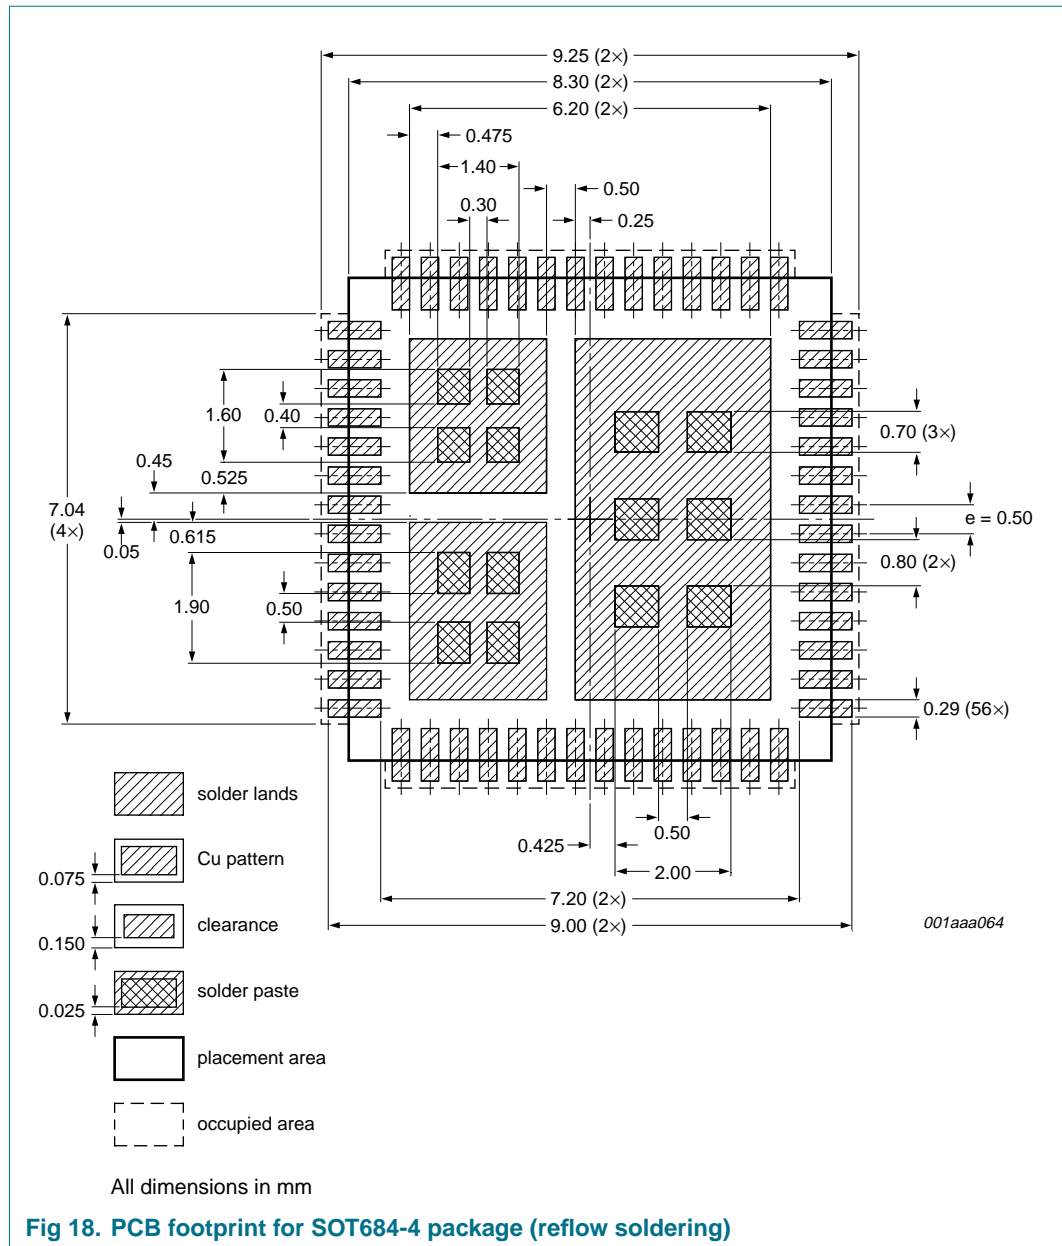 9.25 (2×)
8.30 (2×)
6.20 (2×)
0.475
1.40
0.50
0.30
0.25
1.60
0.40
0.70 (3×)
0.45
0.525
7.04
(4×)
e = 0.50
0.615
0.05
0.80 (2×)
1.90
0.50
0.29 (56×)
solder lands
0.50
0.425
Cu pattern
2.00
0.075
7.20 (2×)
clearance
9.00 (2×)
001aaa064
0.150
solder paste
0.025
placement area
occupied area
All dimensions in mm
Fig 18. PCB footprint for SOT684-4 package (reflow soldering)